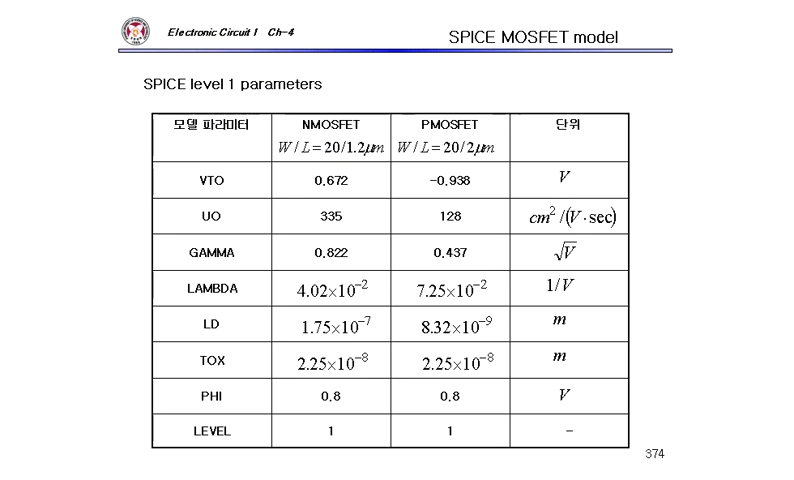 Electronic Circuit 1 Ch-4
SPICE MOSFET model
SPICE level 1 parameters
모델 파라미터 NMOSFET PMOSFET 단위
W / L = 20/1.2μm W / L = 20/2μm
VTO 0.672 -0.938 V
UO 335 128 cm²/(V·sec)
GAMMA 0.822 0.437 √V
LAMBDA 4.02×10⁻² 7.25×10⁻² 1/V
LD 1.75×10⁻⁷ 8.32×10⁻⁹ m
TOX 2.25×10⁻⁸ 2.25×10⁻⁸ m
PHI 0.8 0.8 V
LEVEL 1 1 -
374